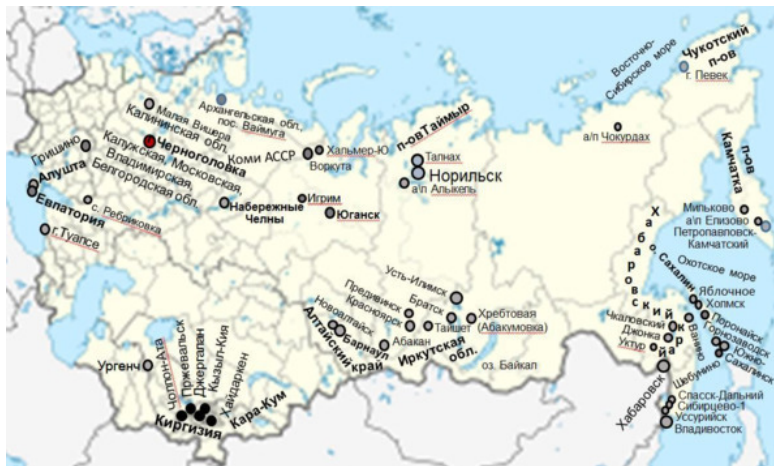 Чукотский
п-ов
Восточно-
Сибирское море
г. Певек
Малая Вишера
Калининская обл.
Архангельская обл.,
пос. Ваймуга
Гришино
Черноголовка
Калужская, Московская,
Владимирская,
Белгородская обл.
Коми АССР
Хальмер-Ю
Воркута
п-овТаймыр
а/п Чокурдах
Талнах
Норильск
а\п Алыкель
п-ов
Камчатка
Алушта
Евпатория
с. Ребриковка
Набережные
Челны
Игрим
Юганск
г.Туапсе
Мильково
а\п Елизово
Петропавловск-
Камчатский
Хабаровский край
о. Сахалин
Охотское море
Яблочное
Холмск
Поронайск
Горнозаводск
Южно-
Сахалинск
Усть-Илимск
Предивинск
Красноярск
Братск
Тайшет
Хребтовая
(Абакумовка)
Новоалтайск
Барнаул
Алтайский
край
Абакан
Иркутская
обл.
оз. Байкал
Чкаловский
Джонка
Уктур
Ванино
Шебунино
Хабаровск
Спасск-Дальний
Сибирцево-1
Уссурийск
Владивосток
Ургенч
Чолпон-Ата
Пржевальск
Джергалан
Кызыл-Кия
Хайдаркен
Кара-Кум
Киргизия